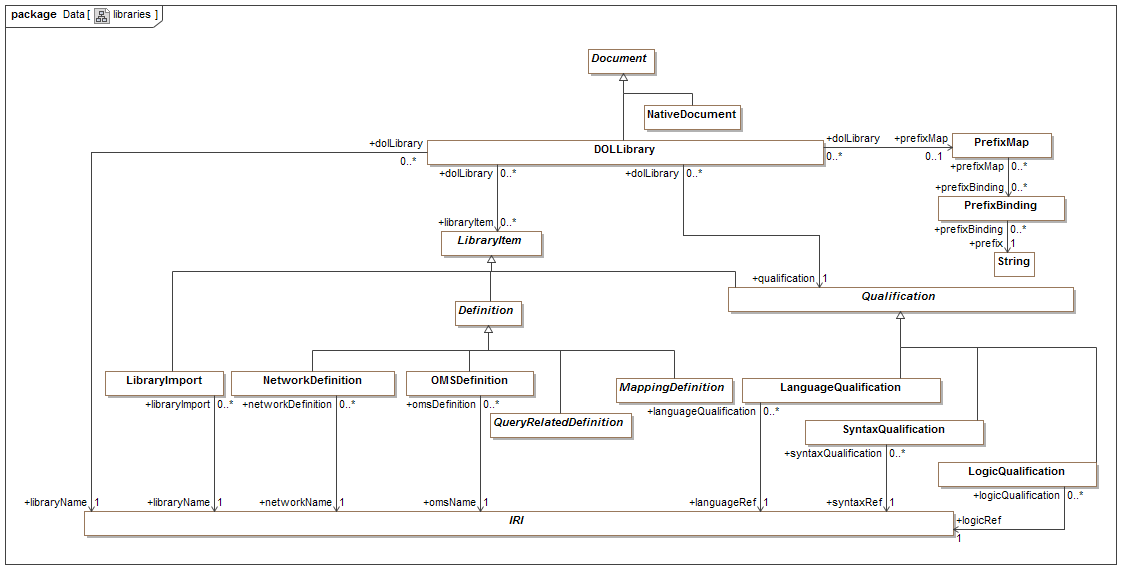 package Data [ libraries ]
Document
NativeDocument
DOLLibrary
+dolLibrary
0..*
+dolLibrary
0..*
+prefixMap
0..1
PrefixMap
+prefixMap 0..*
+prefixBinding 0..*
PrefixBinding
+prefixBinding 0..*
+prefix 1
String
+dolLibrary 0..*
+dolLibrary 0..*
+libraryItem 0..*
LibraryItem
+qualification 1
Qualification
Definition
LibraryImport
NetworkDefinition
OMSDefinition
MappingDefinition
LanguageQualification
+libraryImport 0..*
+networkDefinition 0..*
+omsDefinition 0..*
QueryRelatedDefinition
+languageQualification 0..*
SyntaxQualification
+syntaxQualification 0..*
LogicQualification
+logicQualification 0..*
+libraryName 1
+libraryName 1
+networkName 1
+omsName 1
+languageRef 1
+syntaxRef 1
IRI
+logicRef
1